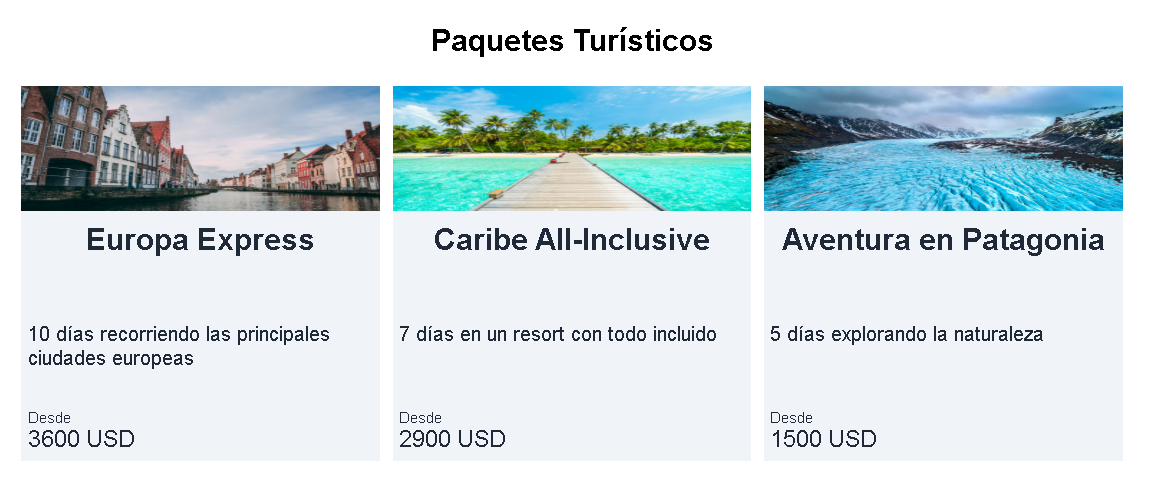 Paquetes Turísticos
Europa Express
10 días recorriendo las principales
ciudades europeas
Desde
3600 USD
Caribe All-Inclusive
7 días en un resort con todo incluido
Desde
2900 USD
Aventura en Patagonia
5 días explorando la naturaleza
Desde
1500 USD